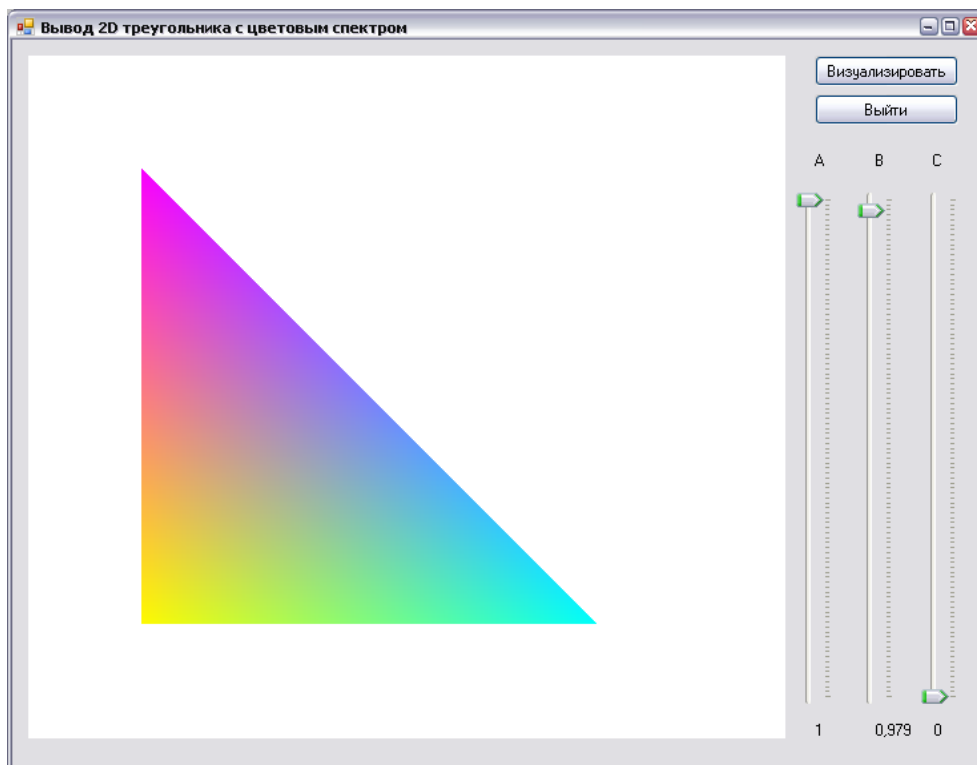 Вывод 2D треугольника с цветовым спектром
Визуализировать
Выйти
A B C
1 0,979 0